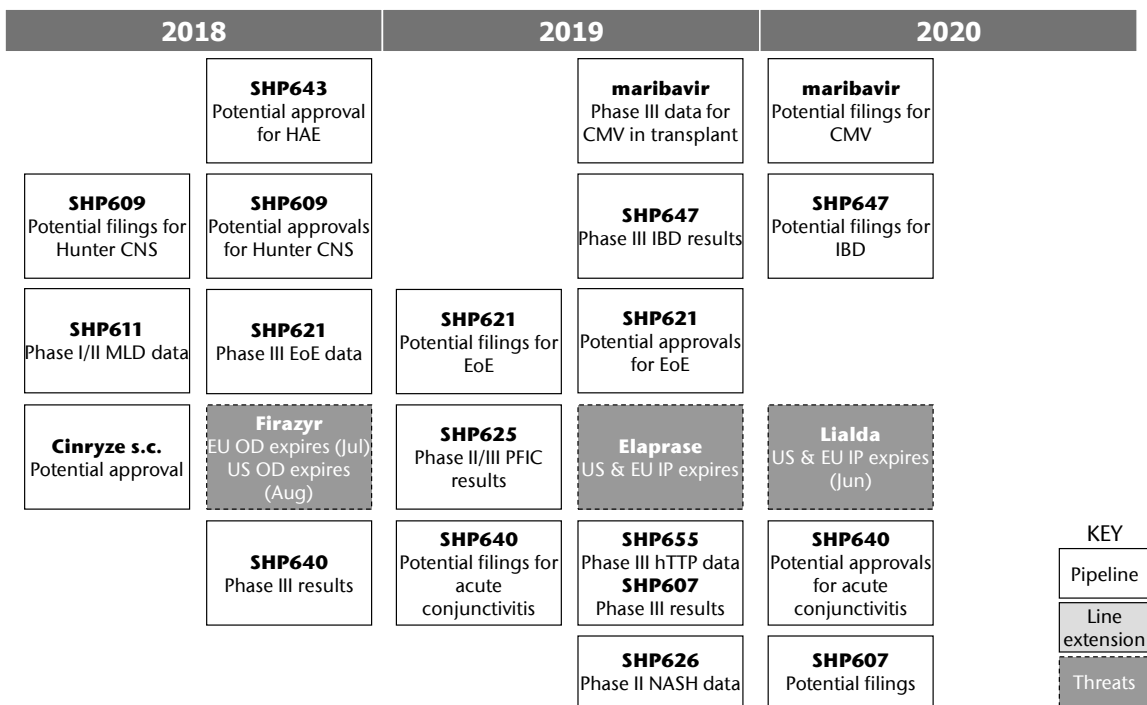 2018
2019
2020
SHP643
Potential approval
for HAE
maribavir
Phase III data for
CMV in transplant
maribavir
Potential filings for
CMV
SHP609
Potential filings for
Hunter CNS
SHP609
Potential approvals
for Hunter CNS
SHP647
Phase III IBD results
SHP647
Potential filings for
IBD
SHP611
Phase I/II MLD data
SHP621
Phase III EoE data
SHP621
Potential filings for
EoE
SHP621
Potential approvals
for EoE
Cinryze s.c.
Potential approval
Firazyr
EU OD expires (Jul)
US OD expires
(Aug)
SHP625
Phase II/III PFIC
results
Elaprase
US & EU IP expires
Lialda
US & EU IP expires
(Jun)
SHP640
Phase III results
SHP640
Potential filings for
acute
conjunctivitis
SHP655
Phase III hTTP data
SHP607
Phase III results
SHP640
Potential approvals
for acute
conjunctivitis
SHP626
Phase II NASH data
SHP607
Potential filings
KEY
Pipeline
Line
extension
Threats